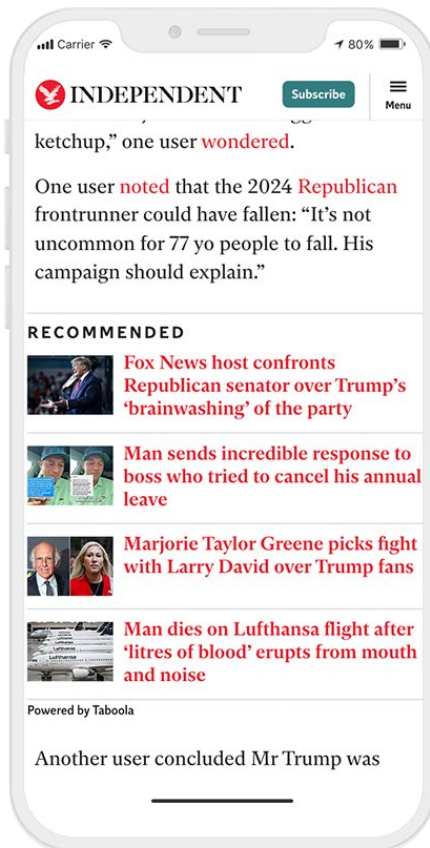 Carrier
80%
INDEPENDENT
Subscribe
Menu
ketchup,” one user wondered.
One user noted that the 2024 Republican
frontrunner could have fallen: “It’s not
uncommon for 77 yo people to fall. His
campaign should explain.”
RECOMMENDED
Fox News host confronts
Republican senator over Trump’s
‘brainwashing’ of the party
Man sends incredible response to
boss who tried to cancel his annual
leave
Marjorie Taylor Greene picks fight
with Larry David over Trump fans
Man dies on Lufthansa flight after
‘litres of blood’ erupts from mouth
and noise
Lufthansa
Powered by Taboola
Another user concluded Mr Trump was